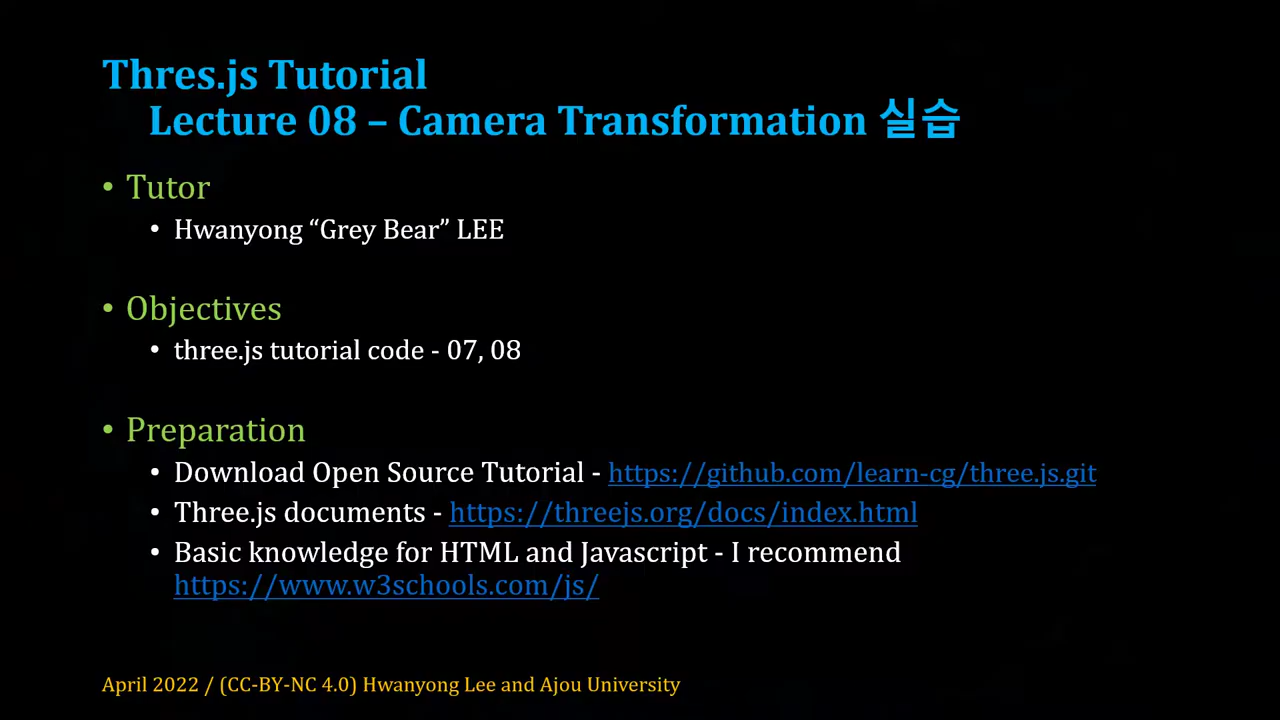 Thres.js Tutorial
Lecture 08 – Camera Transformation 실습
• Tutor
• Hwanyong “Grey Bear” LEE
• Objectives
• three.js tutorial code - 07, 08
• Preparation
• Download Open Source Tutorial - https://github.com/learn-cg/three.js.git
• Three.js documents - https://threejs.org/docs/index.html
• Basic knowledge for HTML and Javascript - I recommend
https://www.w3schools.com/js/
April 2022 / (CC-BY-NC 4.0) Hwanyong Lee and Ajou University